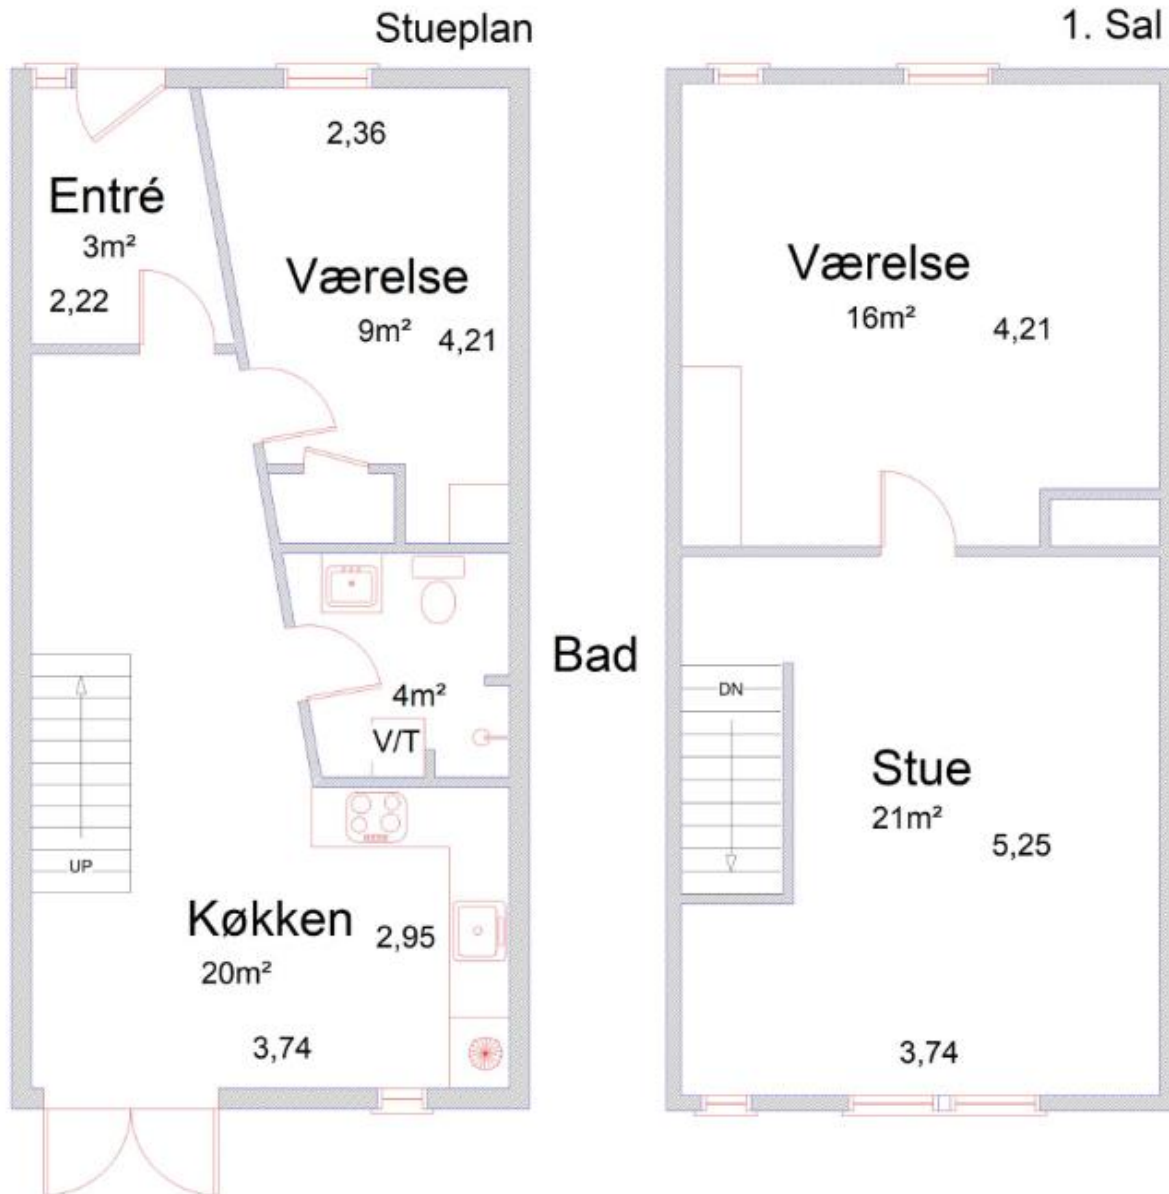 Stueplan
2,36
Entré
3m²
2,22
Værelse
9m²
4,21
Bad
4m²
V/T
UP
Køkken
20m²
2,95
3,74
1. Sal
Værelse
16m²
4,21
DN
Stue
21m²
5,25
3,74